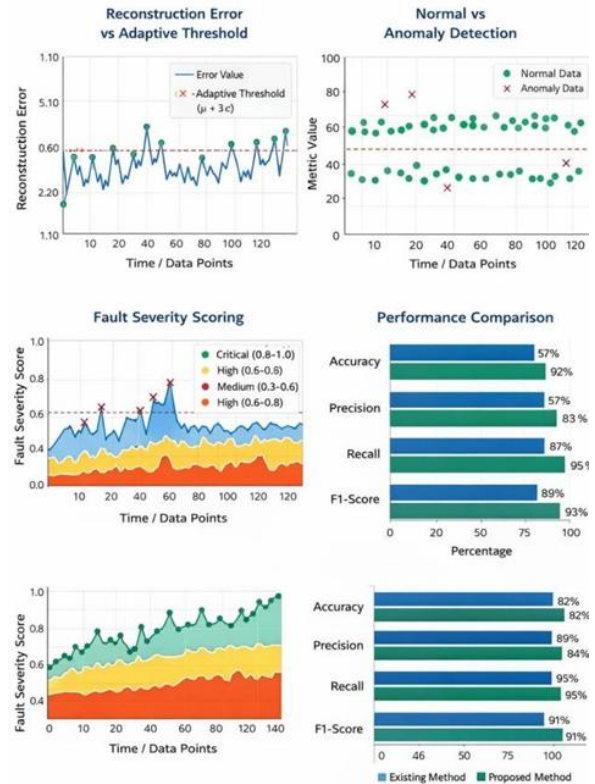 Reconstruction Error
vs Adaptive Threshold
1.10
5.10
0.60
2.20
1.10
Reconstruction Error
Error Value
Adaptive Threshold
(μ + 3c)
10 20 20 40 60 80 100 120
Time / Data Points
Normal vs
Anomaly Detection
100
80
60
40
20
0
Metric Value
Normal Data
Anomaly Data
10 20 40 60 80 100 120
Time / Data Points
Fault Severity Scoring
1.0
0.8
0.6
0.4
0.0
Fault Severity Score
Critical (0.8–1.0)
High (0.6–0.6)
Medium (0.3–0.6)
High (0.6–0.8)
0 10 20 40 60 80 100 120
Time / Data Points
Performance Comparison
Accuracy 57%
92%
Precision 57%
83 %
Recall 87%
95%
F1-Score 89%
93%
0 25 50 75 100
Percentage
1.0
0.8
0.6
0.4
Fault Severity Score
0 20 20 40 60 80 100 120 140
Time / Data Points
Accuracy 82%
82%
Precision 89%
84%
Recall 95%
95%
F1-Score 91%
91%
0 46 50 75 100
Existing Method Proposed Method